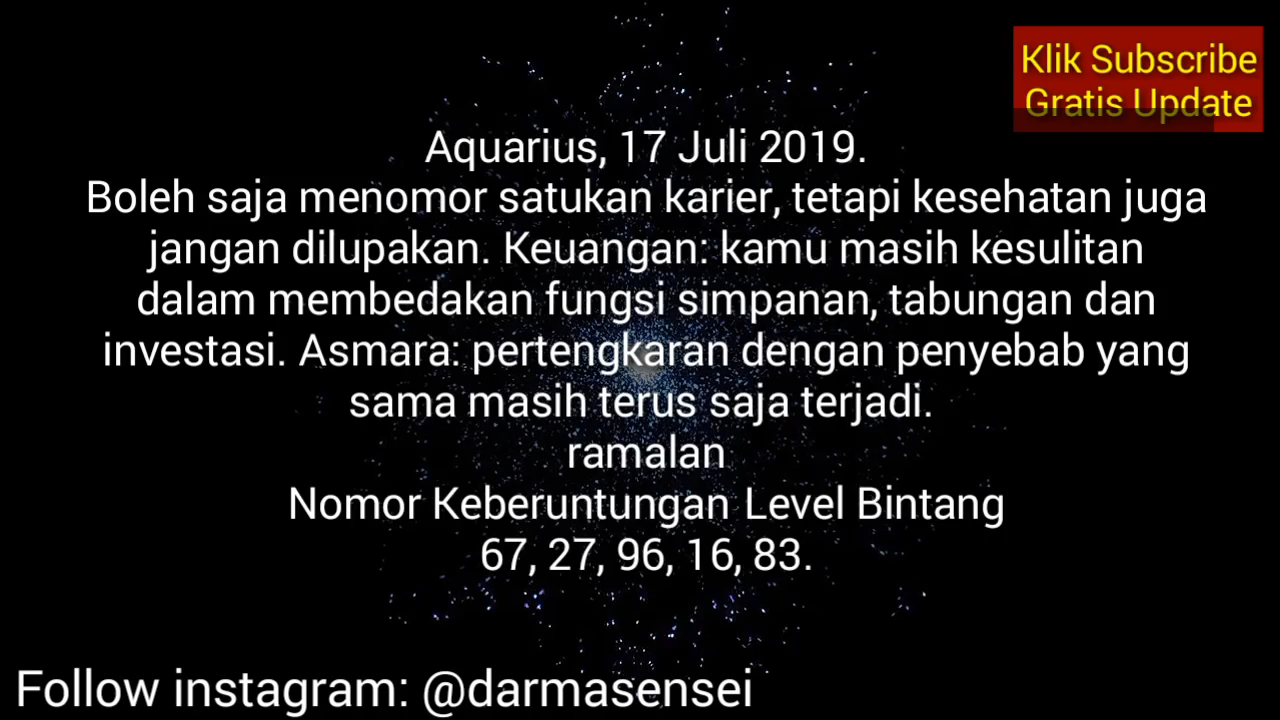 Klik Subscribe
Gratis Update
Aquarius, 17 Juli 2019.
Boleh saja menomor satukan karier, tetapi kesehatan juga
jangan dilupakan. Keuangan: kamu masih kesulitan
dalam membedakan fungsi simpanan, tabungan dan
investasi. Asmara: pertengkaran dengan penyebab yang
sama masih terus saja terjadi.
ramalan
Nomor Keberuntungan Level Bintang
67, 27, 96, 16, 83.
Follow instagram: @darmasensei